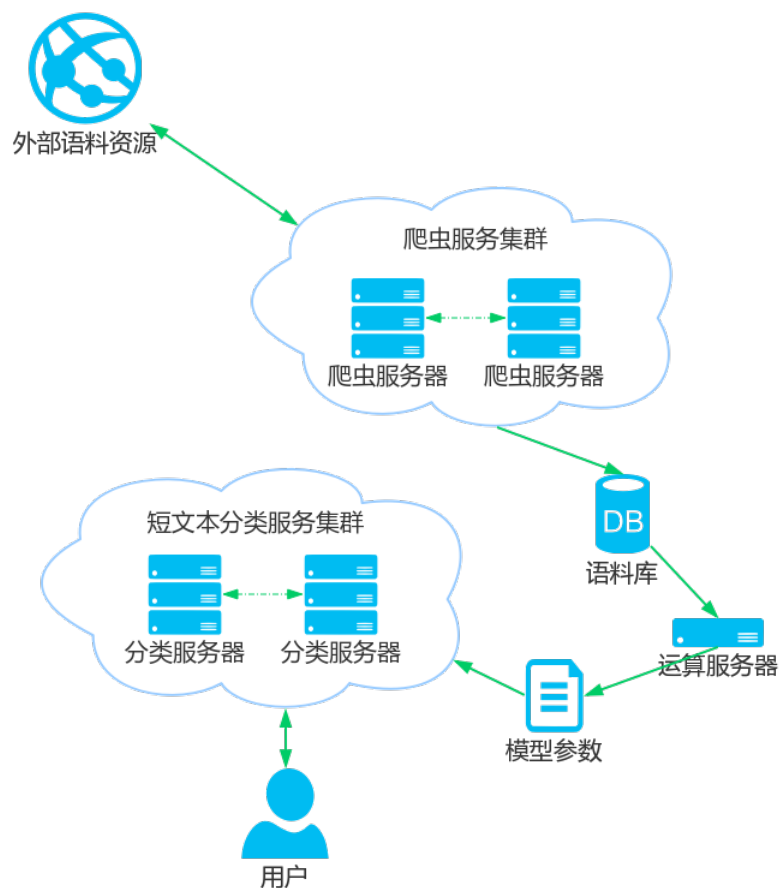 外部语料资源
爬虫服务集群
爬虫服务器
爬虫服务器
DB
语料库
短文本分类服务集群
分类服务器
分类服务器
运算服务器
模型参数
用户